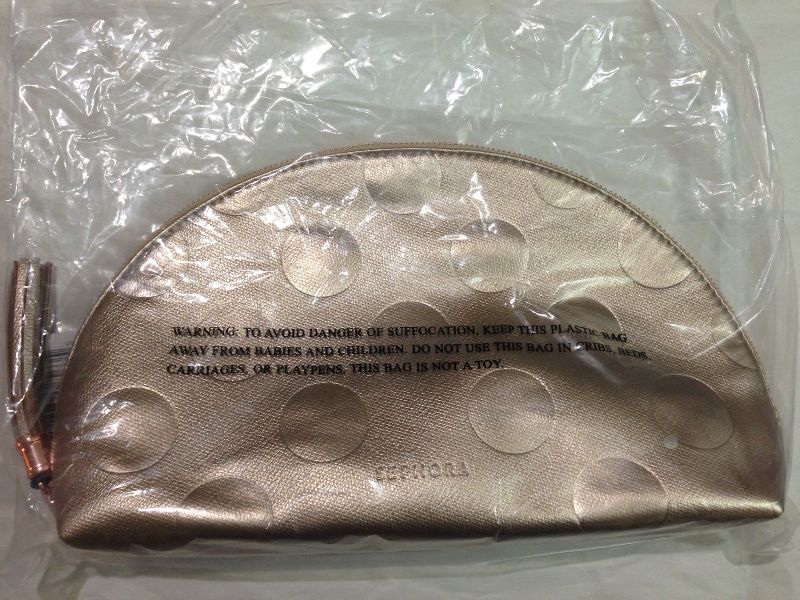 WARNING: TO AVOID DANGER OF SUFFOCATION, KEEP THIS PLASTIC BAG
AWAY FROM BABIES AND CHILDREN. DO NOT USE THIS BAG IN CRIBS, BEDS,
CARRIAGES, OR PLAYPENS. THIS BAG IS NOT A TOY.
SEPHORA